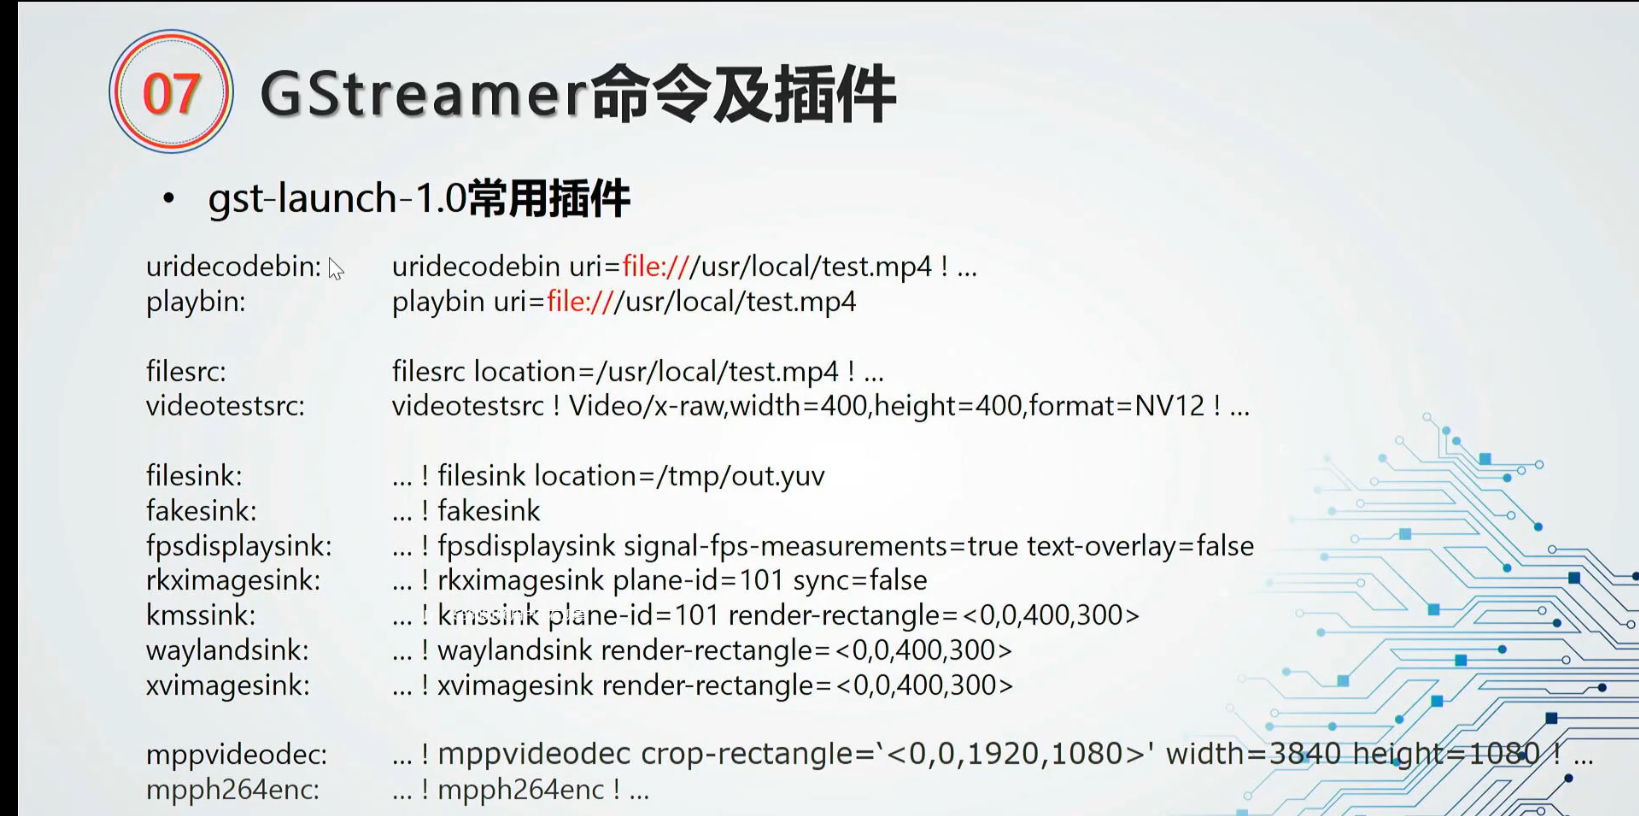 07 GStreamer命令及插件
• gst-launch-1.0常用插件
uridecodebin: uridecodebin uri=file:///usr/local/test.mp4 ! ...
playbin: playbin uri=file:///usr/local/test.mp4
filesrc: filesrc location=/usr/local/test.mp4 ! ...
videotestsrc: videotestsrc ! Video/x-raw,width=400,height=400,format=NV12 ! ...
filesink: ... ! filesink location=/tmp/out.yuv
fakesink: ... ! fakesink
fpsdisplaysink: ... ! fpsdisplaysink signal-fps-measurements=true text-overlay=false
rkximagesink: ... ! rkximagesink plane-id=101 sync=false
kmssink: ... ! kmssink plane-id=101 render-rectangle=<0,0,400,300>
waylandsink: ... ! waylandsink render-rectangle=<0,0,400,300>
xvimagesink: ... ! xvimagesink render-rectangle=<0,0,400,300>
mppvideodec: ... ! mppvideodec crop-rectangle=‘<0,0,1920,1080>' width=3840 height=1080 ! ...
mpph264enc: ... ! mpph264enc ! ...